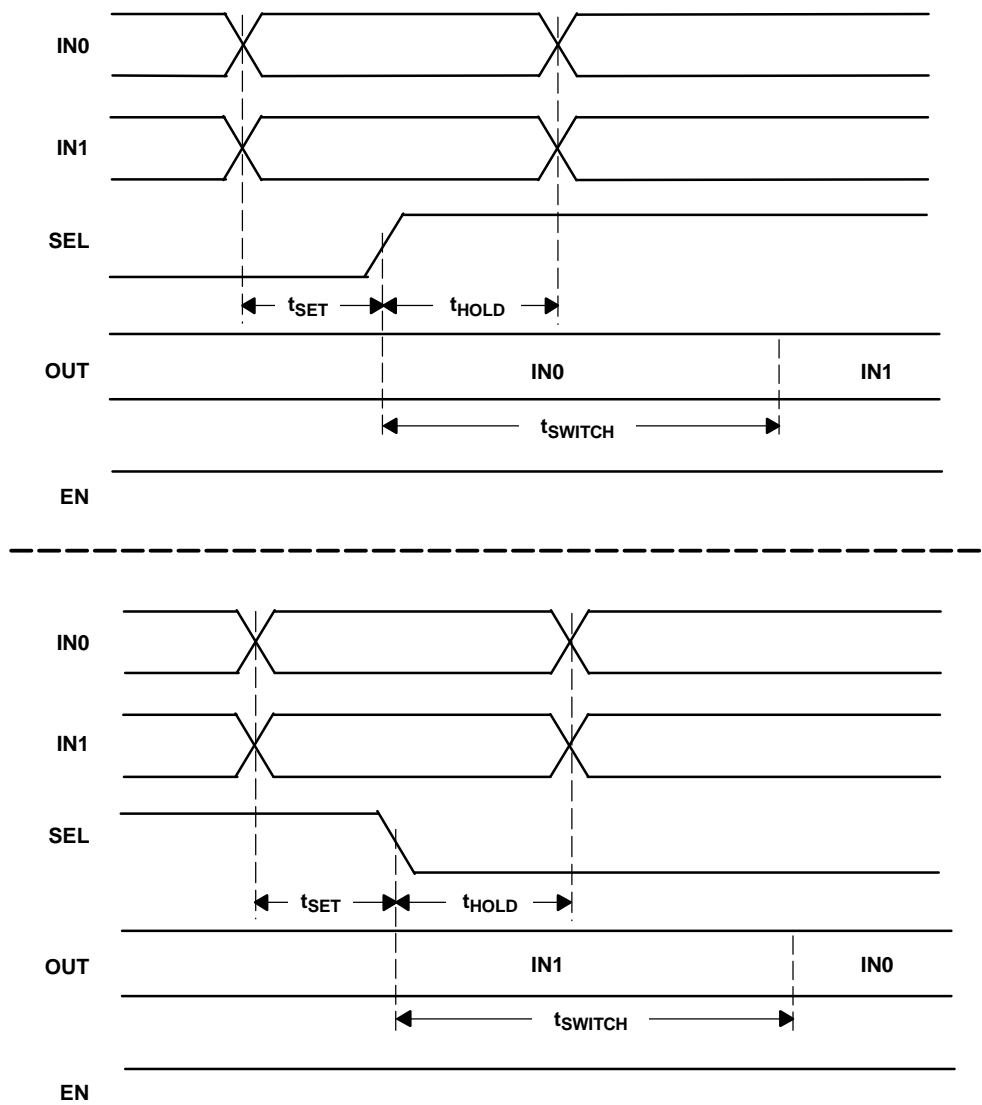 IN0
IN1
SEL
tSET
tHOLD
OUT
IN0
IN1
tSWITCH
EN
IN0
IN1
SEL
tSET
tHOLD
OUT
IN1
IN0
tSWITCH
EN